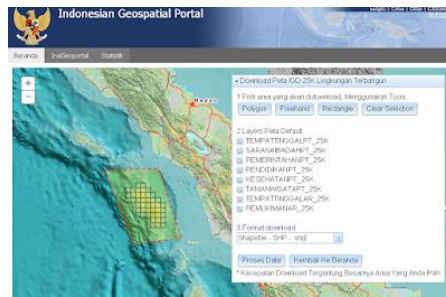 Indonesian Geospatial Portal
Beranda InaGeoportal Statistik
Download Peta IGD 25K Lingkungan Terbangun
1.Pilih area yang akan didownload, Menggunakan Tools :
Polygon Freehand Rectangle Clear Selection
2.Layers Peta Default
TEMPATTINGGALPT_25K
SARANAIBADAHPT_25K
PEMERINTAHANPT_25K
PENDIDIKANPT_25K
KESEHATANPT_25K
TAMANWISATAPT_25K
TEMPATTINGGALAR_25K
PEMUKIMANAR_25K
3.Format download
Shapefile - SHP - .shp
Proses Data Kembali Ke Beranda
* Kecepatan Download Tergantung Besarnya Area Yang Anda Pilih
Medan
+
-